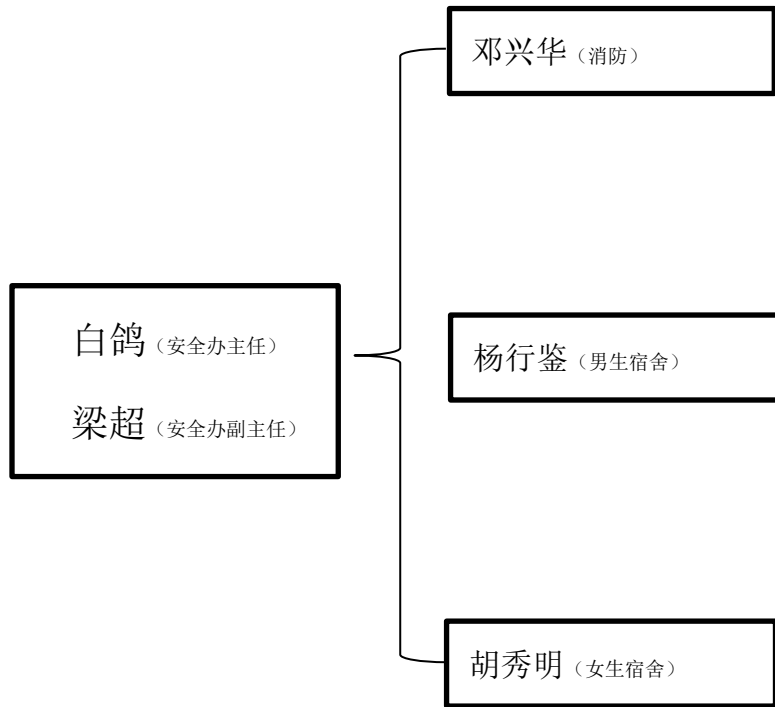 邓兴华（消防）
白鸽（安全办主任）
梁超（安全办副主任）
杨行鉴（男生宿舍）
胡秀明（女生宿舍）